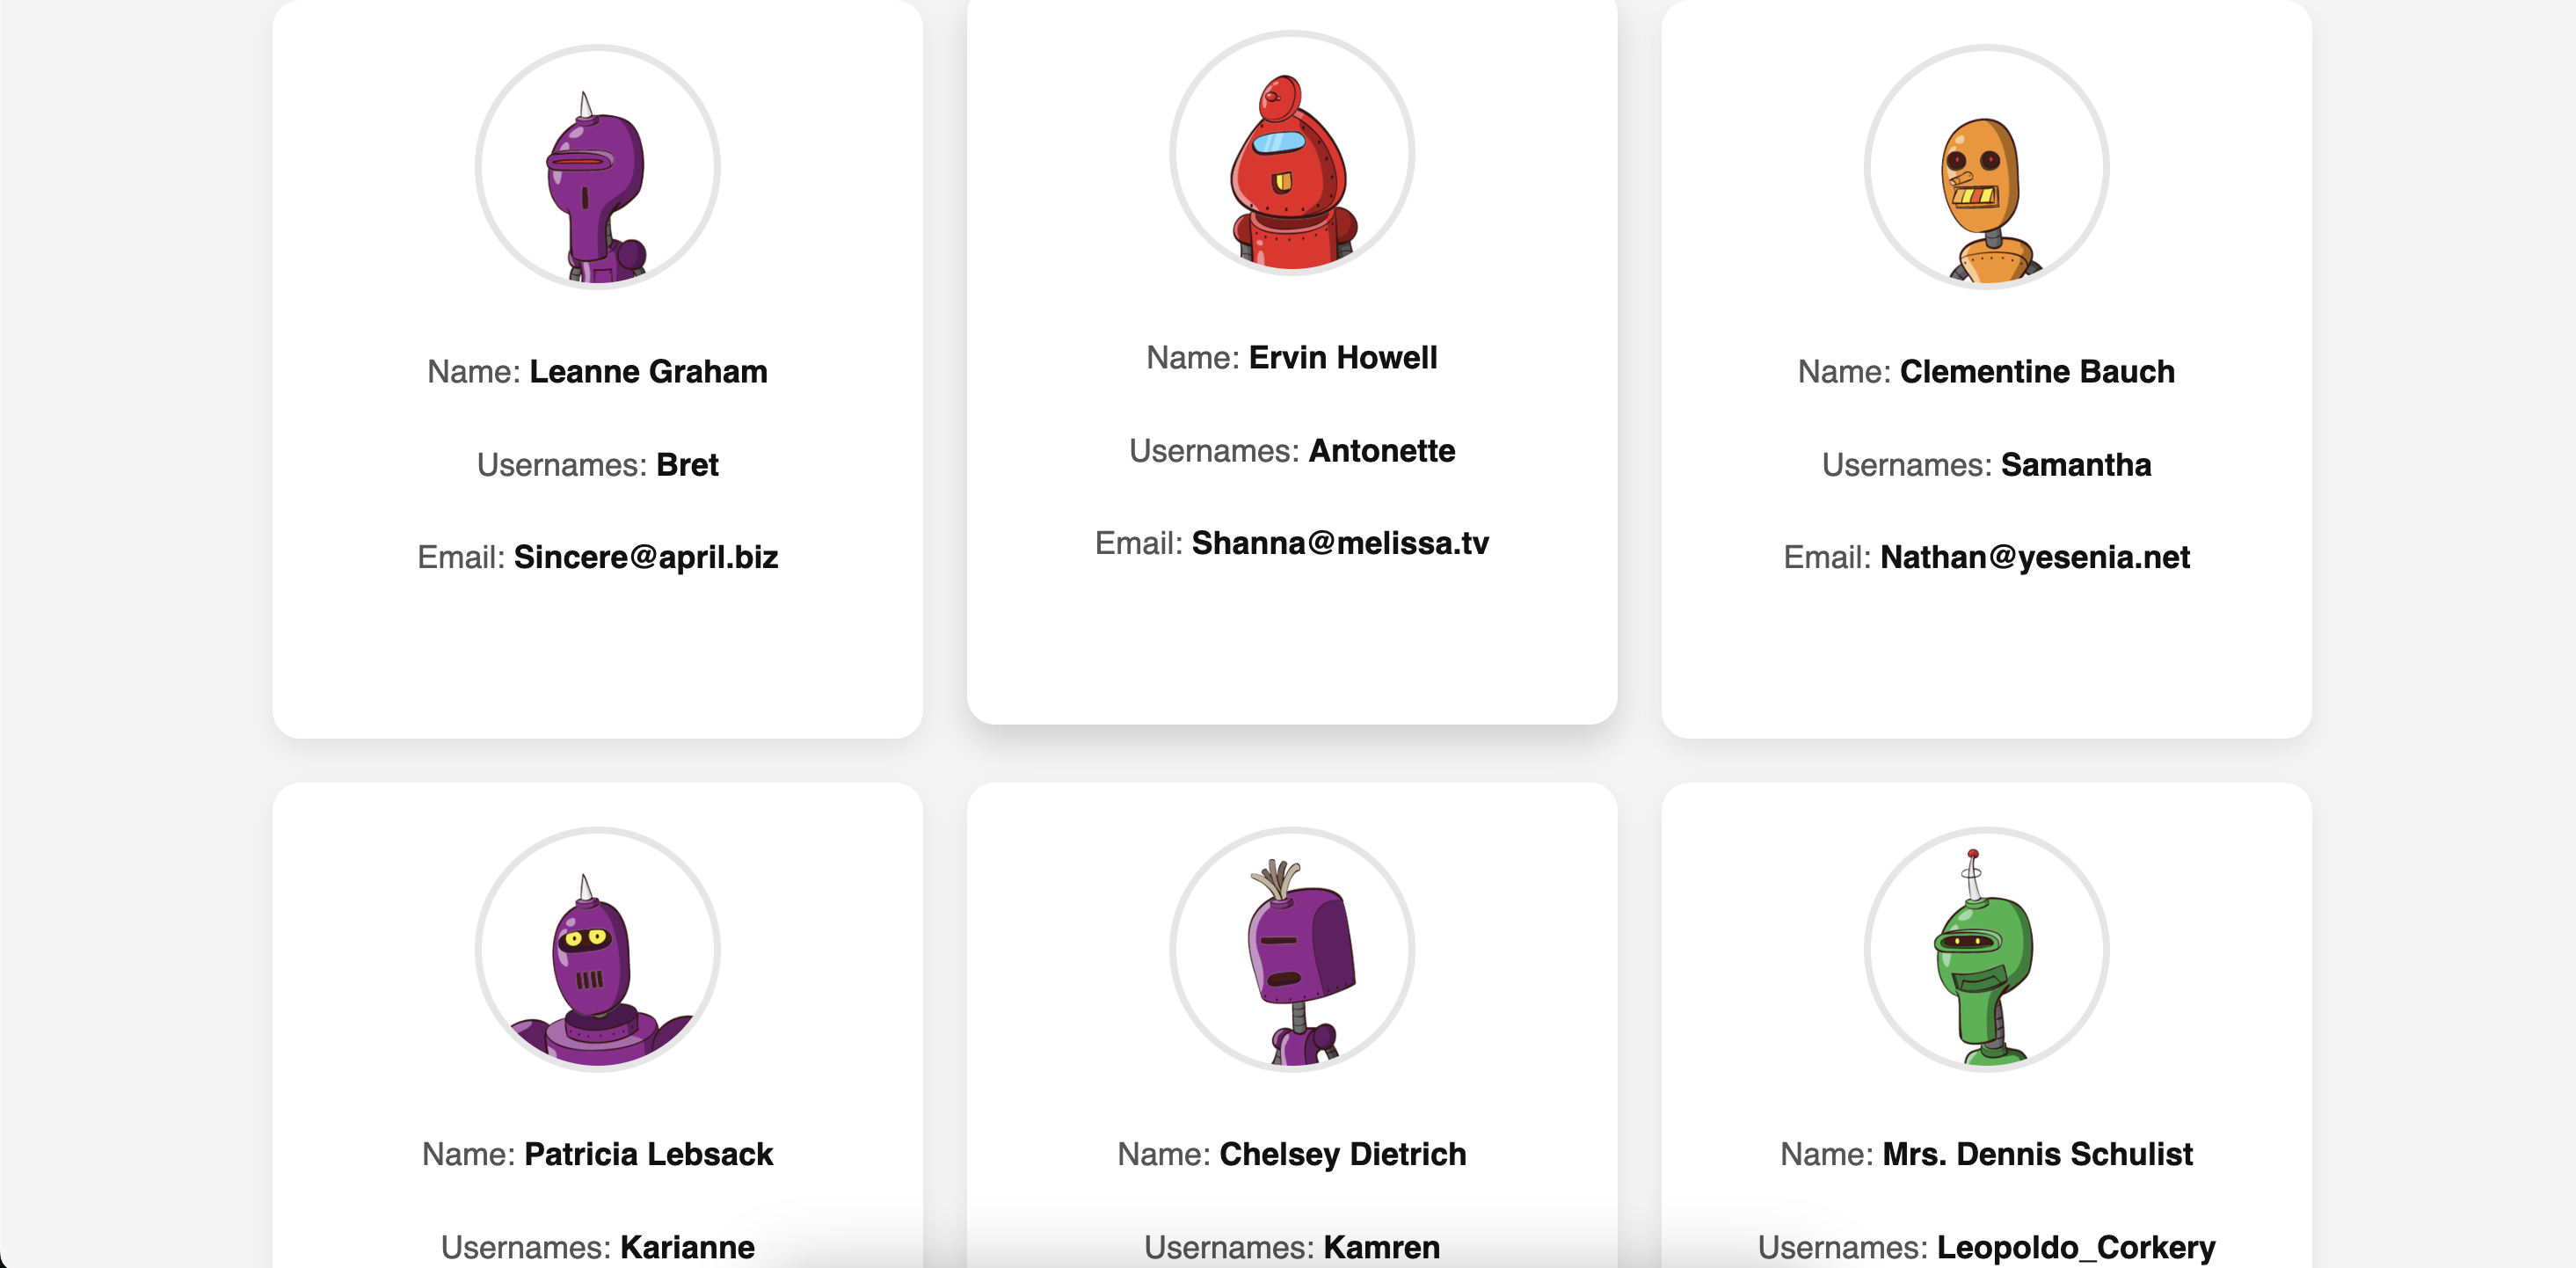 Name: Leanne Graham
Usernames: Bret
Email: Sincere@april.biz
Name: Ervin Howell
Usernames: Antonette
Email: Shanna@melissa.tv
Name: Clementine Bauch
Usernames: Samantha
Email: Nathan@yesenia.net
Name: Patricia Lebsack
Usernames: Karianne
Name: Chelsey Dietrich
Usernames: Kamren
Name: Mrs. Dennis Schulist
Usernames: Leopoldo_Corkery